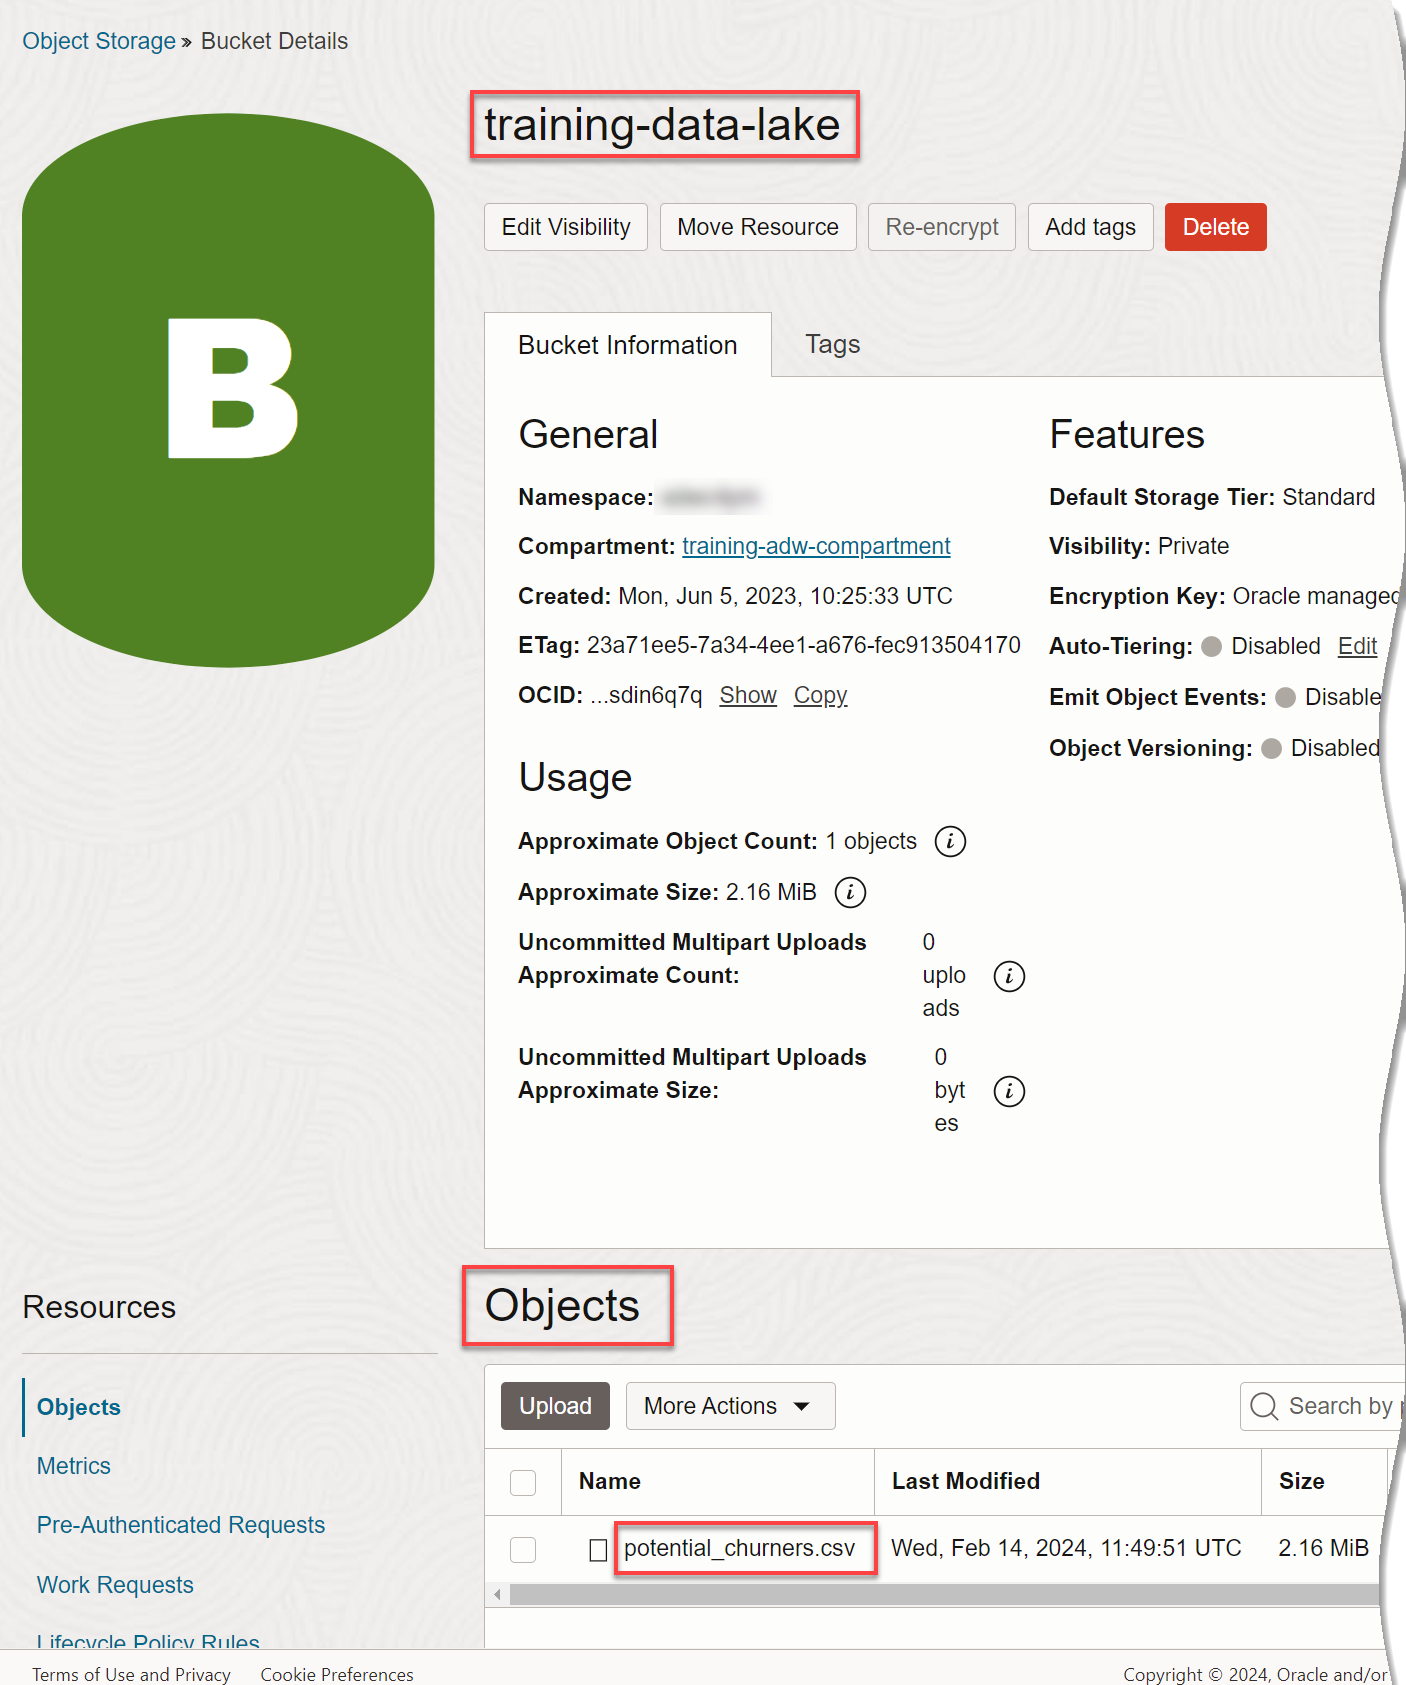 Object Storage » Bucket Details
training-data-lake
Edit Visibility Move Resource Re-encrypt Add tags Delete
B
Bucket Information Tags
General
Namespace:
Compartment: training-adw-compartment
Created: Mon, Jun 5, 2023, 10:25:33 UTC
ETag: 23a71ee5-7a34-4ee1-a676-fec913504170
OCID: ...sdin6q7q Show Copy
Usage
Approximate Object Count: 1 objects
Approximate Size: 2.16 MiB
Uncommitted Multipart Uploads
Approximate Count:
0
uplo
ads
Uncommitted Multipart Uploads
Approximate Size:
0
byt
es
Features
Default Storage Tier: Standard
Visibility: Private
Encryption Key: Oracle managed
Auto-Tiering: Disabled Edit
Emit Object Events: Disable
Object Versioning: Disabled
Resources
Objects
Metrics
Pre-Authenticated Requests
Work Requests
Lifecycle Policy Rules
Objects
Upload More Actions Search by
Name Last Modified Size
potential_churners.csv Wed, Feb 14, 2024, 11:49:51 UTC 2.16 MiB
Terms of Use and Privacy Cookie Preferences Copyright © 2024, Oracle and/or